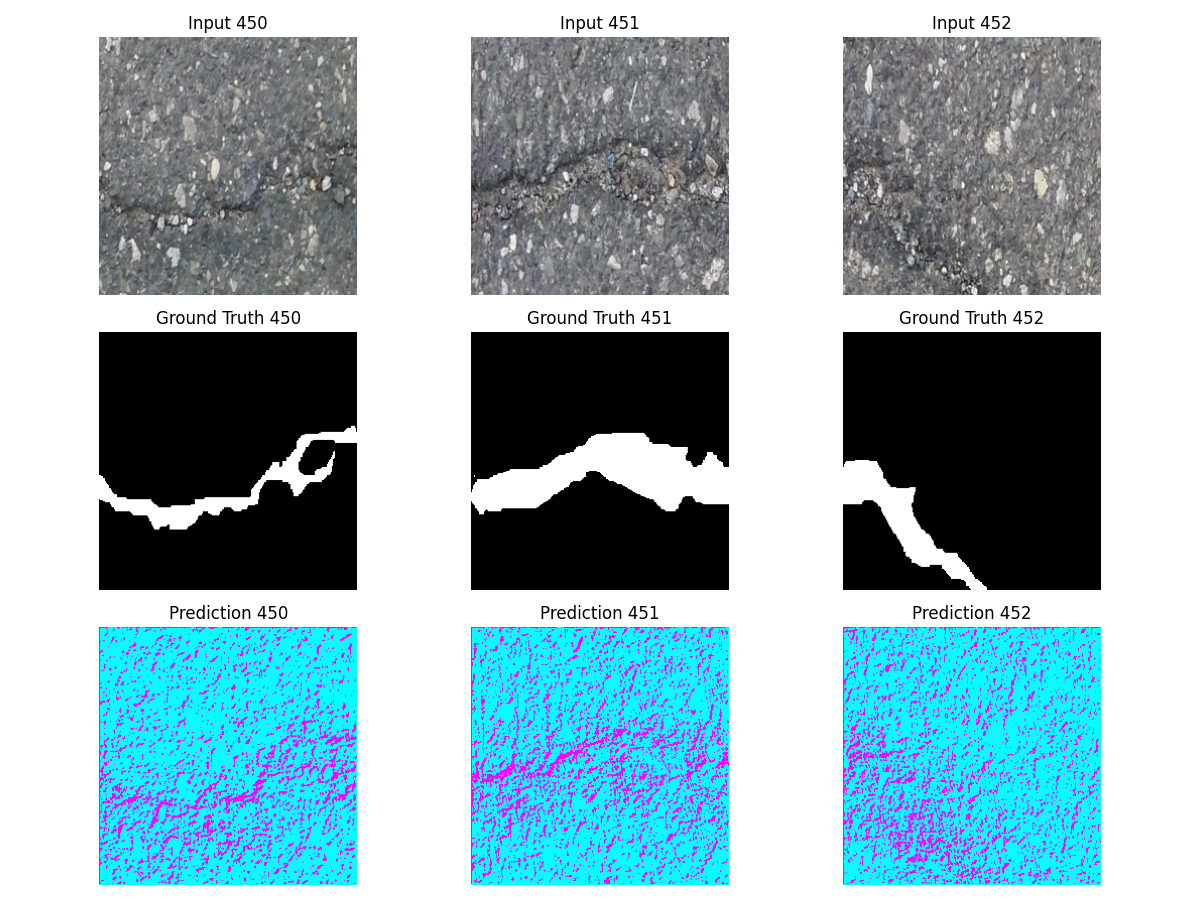 Input 450
Input 451
Input 452
Ground Truth 450
Ground Truth 451
Ground Truth 452
Prediction 450
Prediction 451
Prediction 452